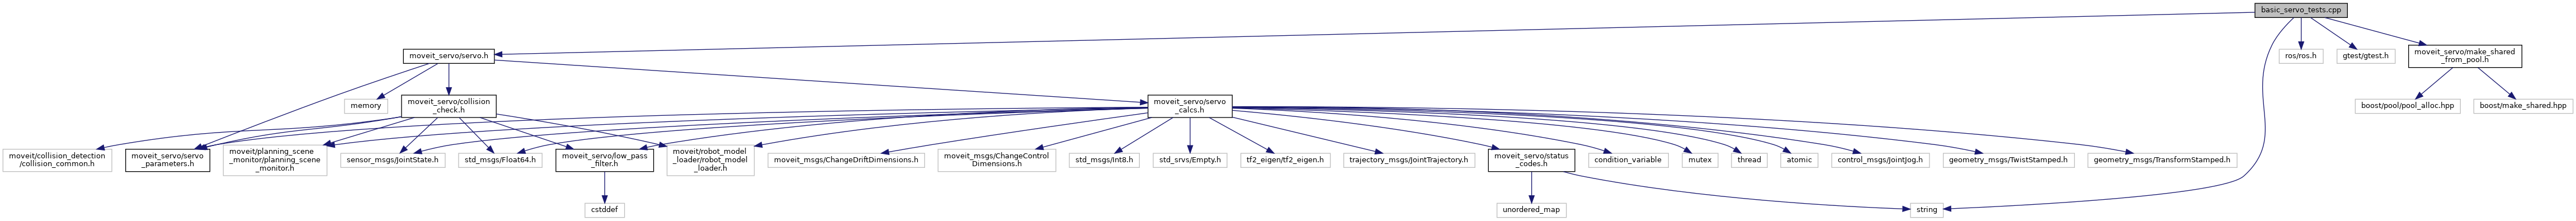 basic_servo_tests.cpp
moveit_servo/servo.h
ros/ros.h
gtest/gtest.h
moveit_servo/make_shared
_from_pool.h
memory
moveit_servo/collision
_check.h
moveit_servo/servo
_calcs.h
boost/pool/pool_alloc.hpp
boost/make_shared.hpp
moveit/collision_detection
/collision_common.h
moveit_servo/servo
_parameters.h
moveit/planning_scene
_monitor/planning_scene
_monitor.h
sensor_msgs/JointState.h
std_msgs/Float64.h
moveit_servo/low_pass
_filter.h
moveit/robot_model
_loader/robot_model
_loader.h
moveit_msgs/ChangeDriftDimensions.h
moveit_msgs/ChangeControl
Dimensions.h
std_msgs/Int8.h
std_srvs/Empty.h
tf2_eigen/tf2_eigen.h
trajectory_msgs/JointTrajectory.h
moveit_servo/status
_codes.h
condition_variable
mutex
thread
atomic
control_msgs/JointJog.h
geometry_msgs/TwistStamped.h
geometry_msgs/TransformStamped.h
cstddef
unordered_map
string